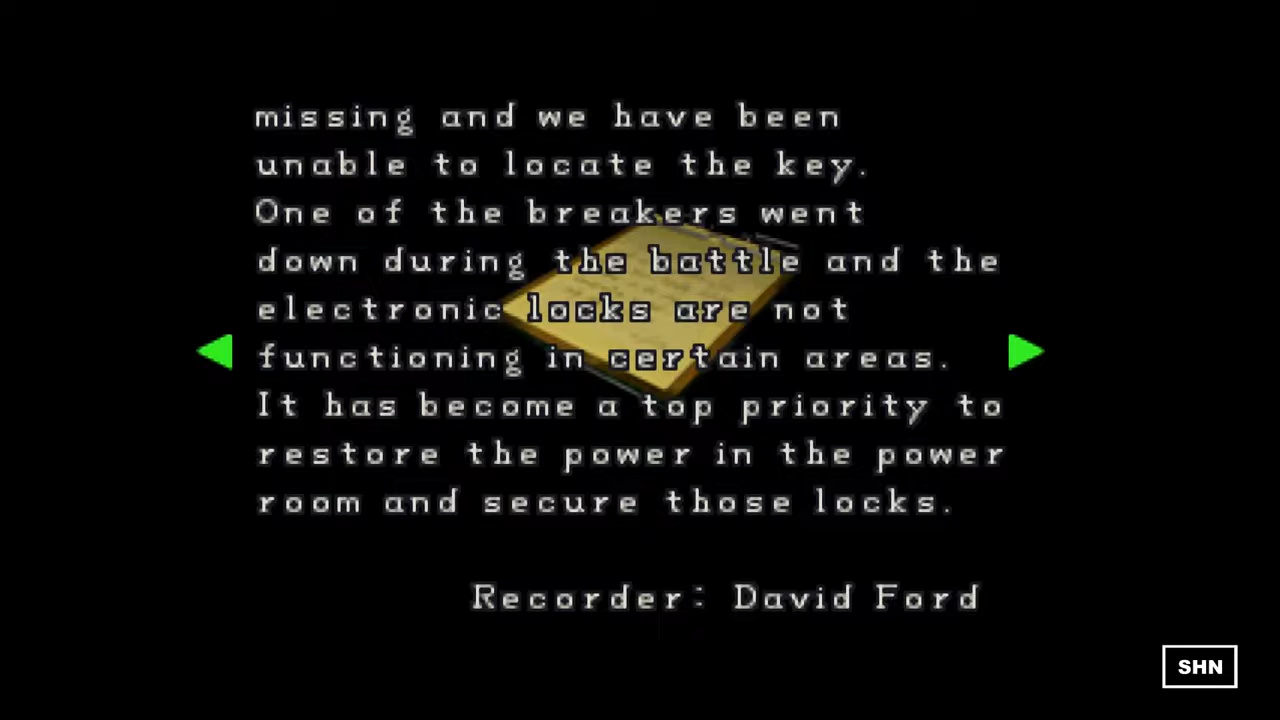 missing and we have been
unable to locate the key.
One of the breakers went
down during the battle and the
electronic locks are not
functioning in certain areas.
It has become a top priority to
restore the power in the power
room and secure those locks.
Recorder: David Ford
SHN